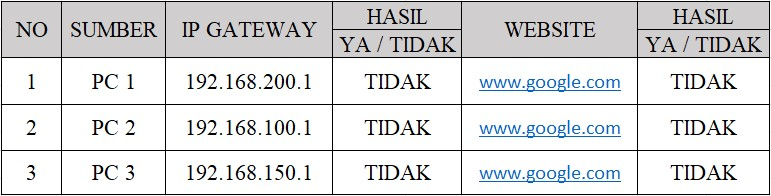 NO SUMBER IP GATEWAY HASIL YA / TIDAK WEBSITE HASIL YA / TIDAK
1 PC 1 192.168.200.1 TIDAK www.google.com TIDAK
2 PC 2 192.168.100.1 TIDAK www.google.com TIDAK
3 PC 3 192.168.150.1 TIDAK www.google.com TIDAK